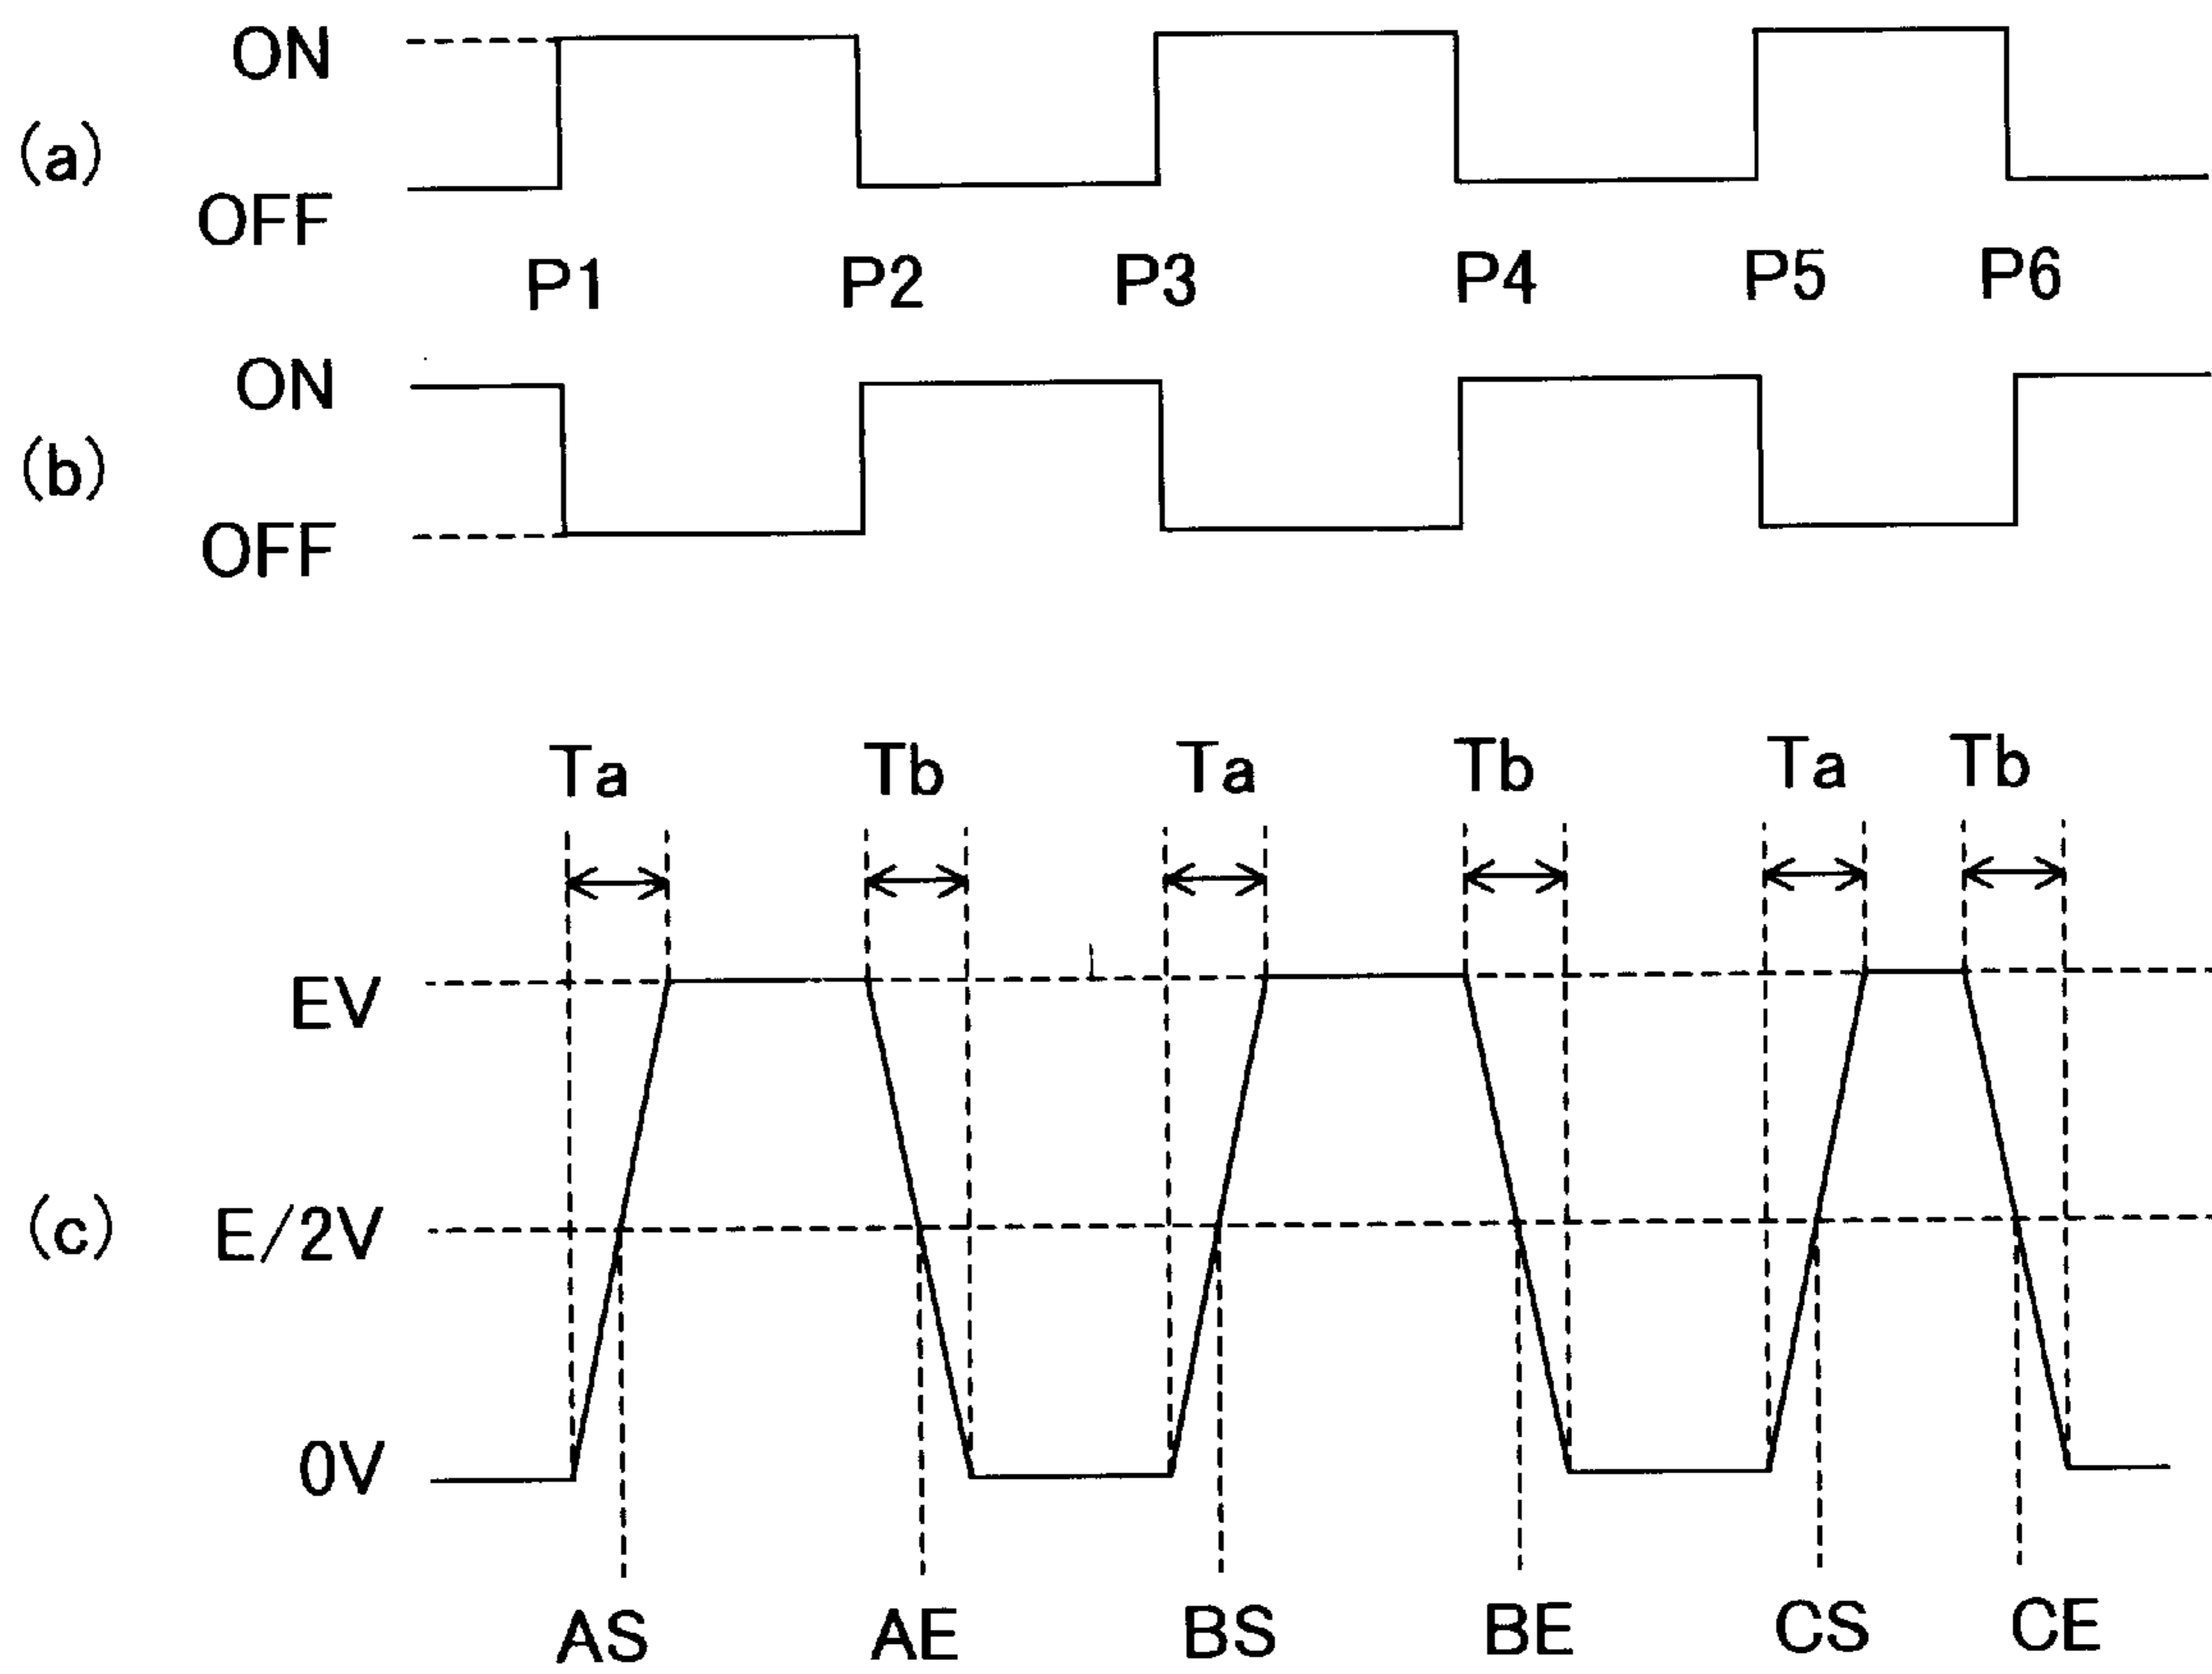 ON
(a)
OFF
P1 P2 P3 P4 P5 P6
ON
(b)
OFF
Ta Tb Ta Tb Ta Tb
EV
(c) E/2V
0V
AS AE BS BE CS CE